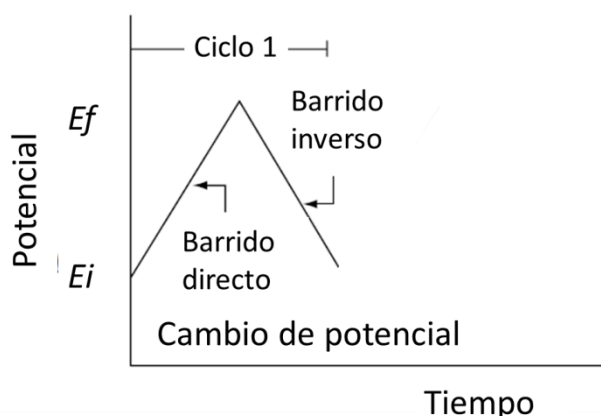 Ciclo 1
Barrido
inverso
Ef
Potencial
Barrido
directo
Ei
Cambio de potencial
Tiempo